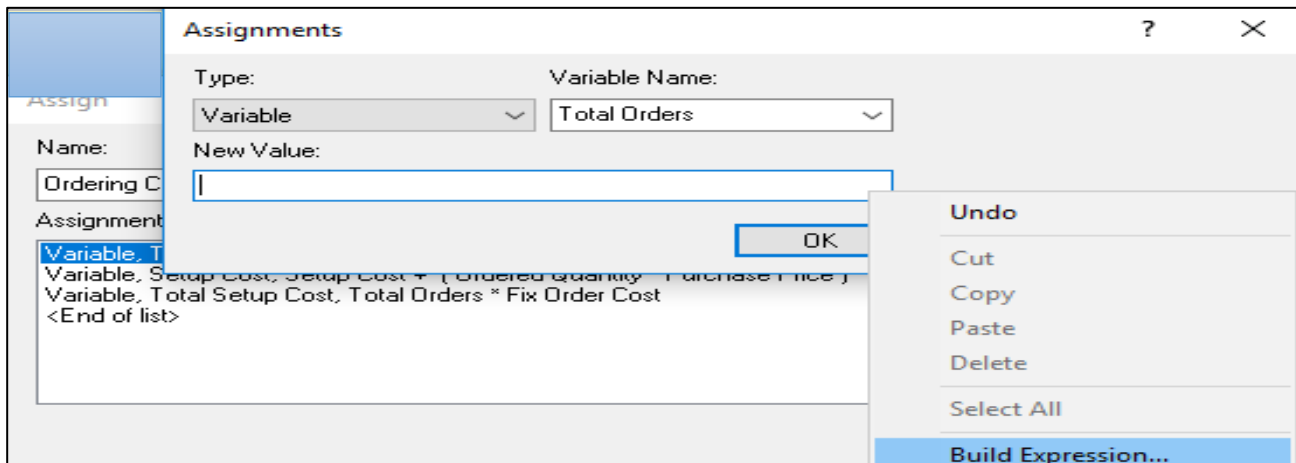 Assignments ? ×
Type: Variable Name:
Variable Total Orders
New Value:
OK
Assign
Name:
Ordering C
Assignment
Variable, T
Variable, Setup Cost, Setup Cost + ( Ordered Quantity * Purchase Price )
Variable, Total Setup Cost, Total Orders * Fix Order Cost
<End of list>
Undo
Cut
Copy
Paste
Delete
Select All
Build Expression...